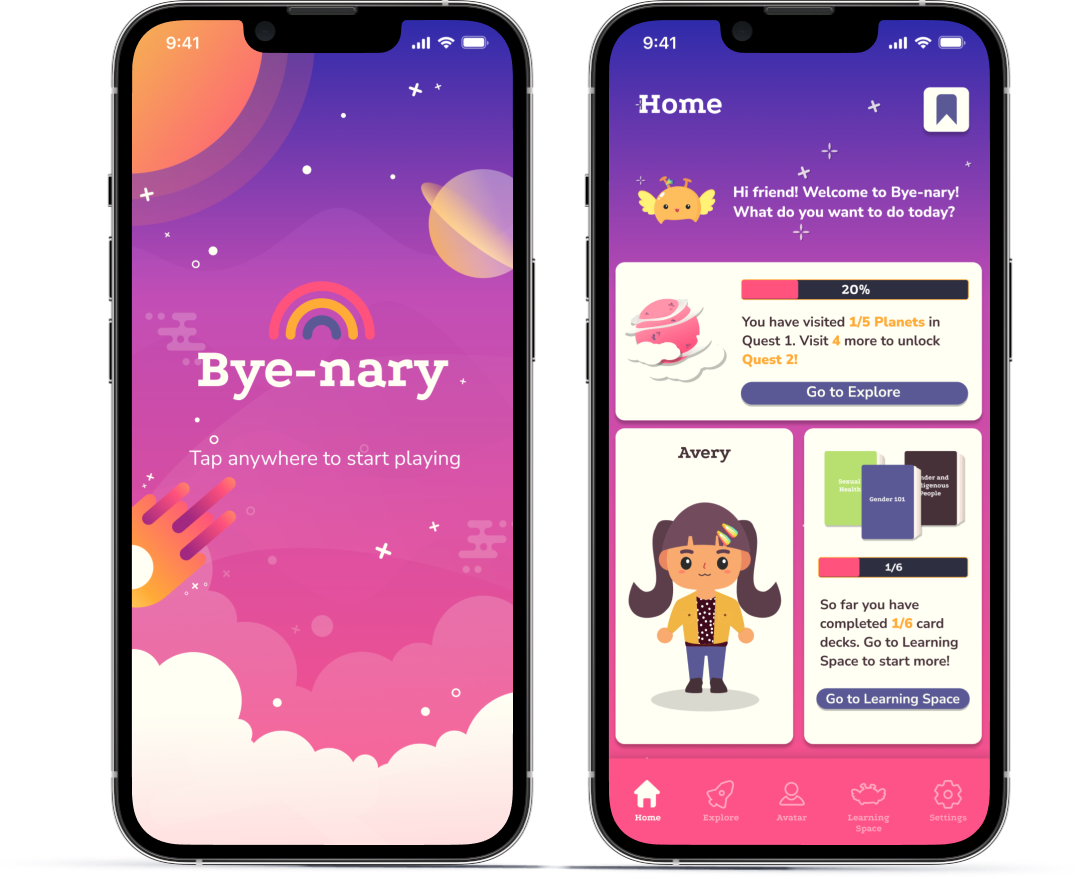 9:41
Bye-nary
Tap anywhere to start playing
9:41
Home
Hi friend! Welcome to Bye-nary!
What do you want to do today?
20%
You have visited 1/5 Planets in
Quest 1. Visit 4 more to unlock
Quest 2!
Go to Explore
Avery
Sexual
Health
Gender 101
nder and
digenous
People
1/6
So far you have
completed 1/6 card
decks. Go to Learning
Space to start more!
Go to Learning Space
Home
Explore
Avatar
Learning
Space
Settings